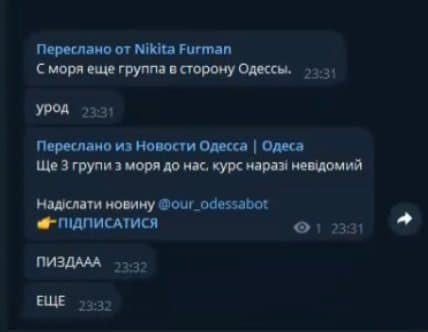 Переслано от Nikita Furman
С моря еще группа в сторону Одессы. 23:31
урод 23:31
Переслано из Новости Одесса | Одеса
Ще 3 групи з моря до нас, курс наразі невідомий
Надіслати новину @our_odessabot
👉ПІДПИСАТИСЯ
1 23:31
ПИЗДААА 23:32
ЕЩЕ 23:32